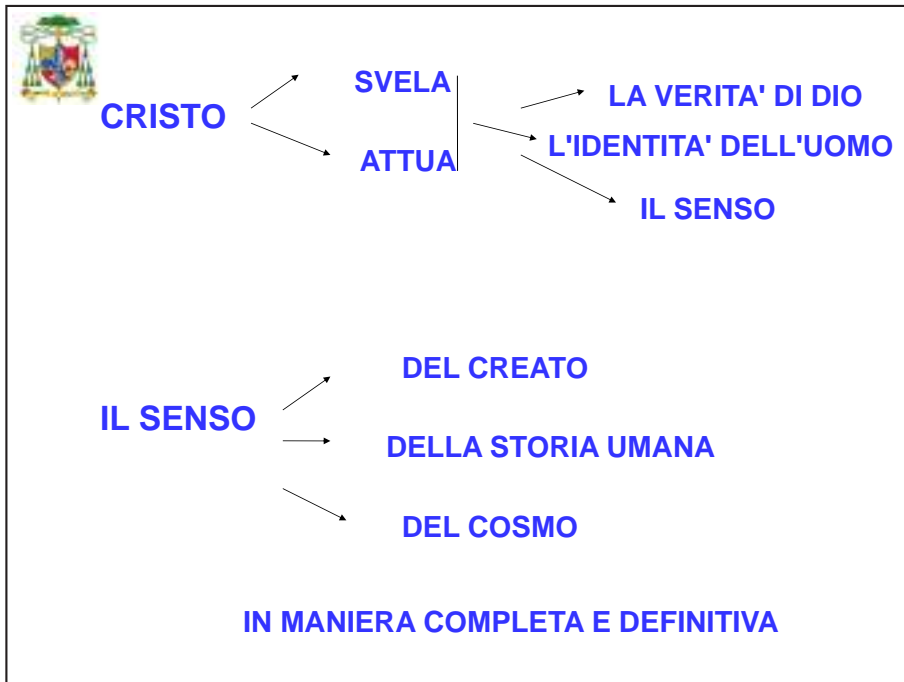 SVELA
LA VERITA' DI DIO
CRISTO
L'IDENTITA' DELL'UOMO
ATTUA
IL SENSO
DEL CREATO
IL SENSO
DELLA STORIA UMANA
DEL COSMO
IN MANIERA COMPLETA E DEFINITIVA